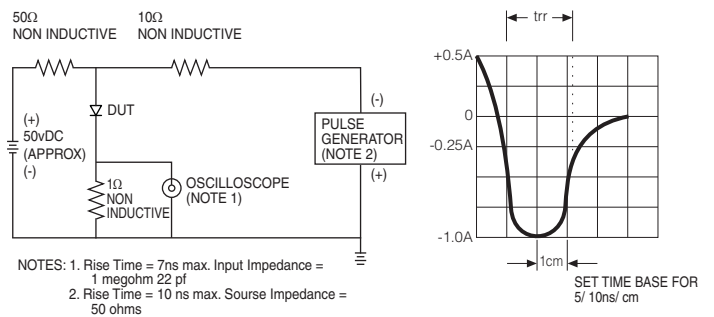 50Ω
NON INDUCTIVE
10Ω
NON INDUCTIVE
(+)
50vDC
(APPROX)
(-)
DUT
1Ω
NON
INDUCTIVE
OSCILLOSCOPE
(NOTE 1)
(-)
PULSE
GENERATOR
(NOTE 2)
(+)
NOTES: 1. Rise Time = 7ns max. Input Impedance =
1 megohm 22 pf
2. Rise Time = 10 ns max. Sourse Impedance =
50 ohms
trr
+0.5A
0
-0.25A
-1.0A
1cm
SET TIME BASE FOR
5/ 10ns/ cm